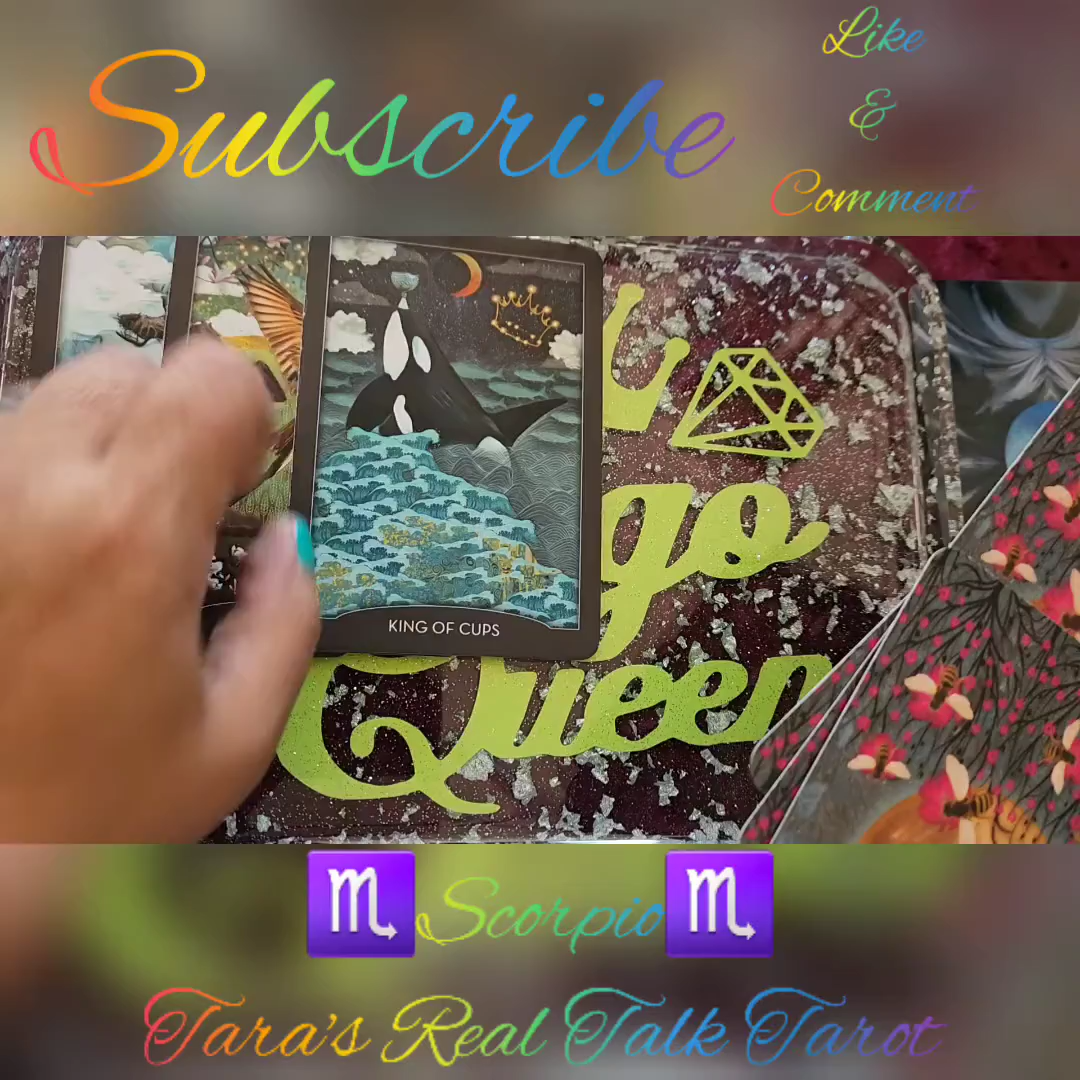 Subscribe
Like
&
Comment
KING OF CUPS
go
Queen
♏Scorpio♏
Tara's Real Talk Tarot